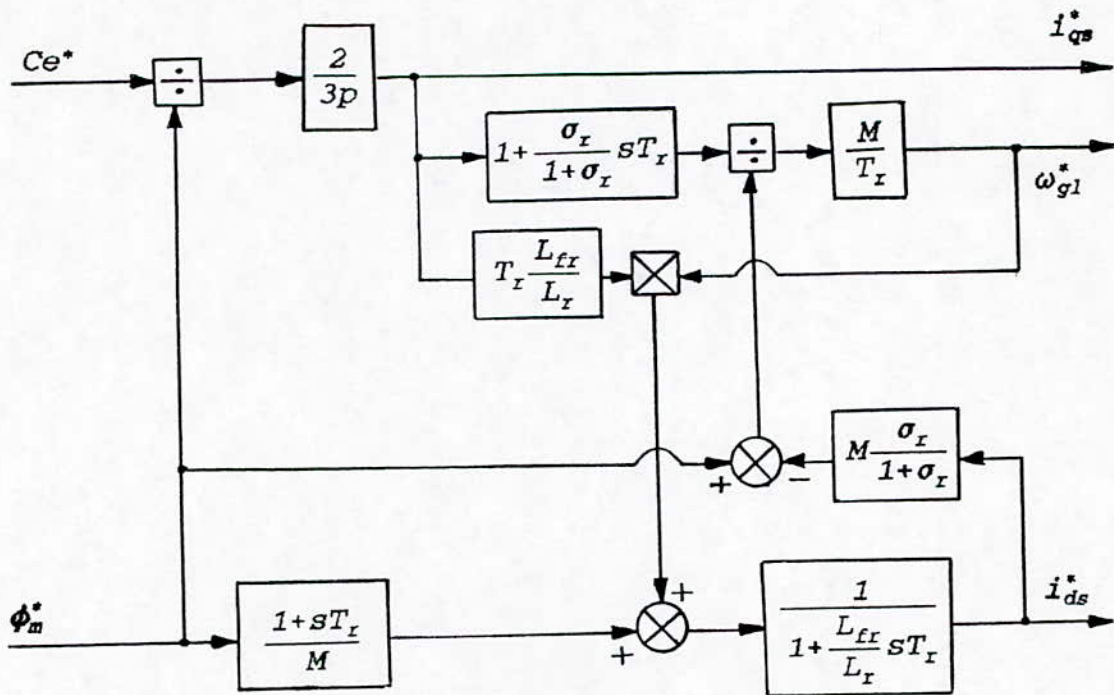 Ce*
÷
2/3p
i*qs
1+ σr/1+σr sTr
÷
M/Tr
ω*gl
Tr Lfr/Lr
+
−
M σr/1+σr
ϕ*m
1+sTr/M
+
+
1/1+ Lfr/Lr sTr
i*ds